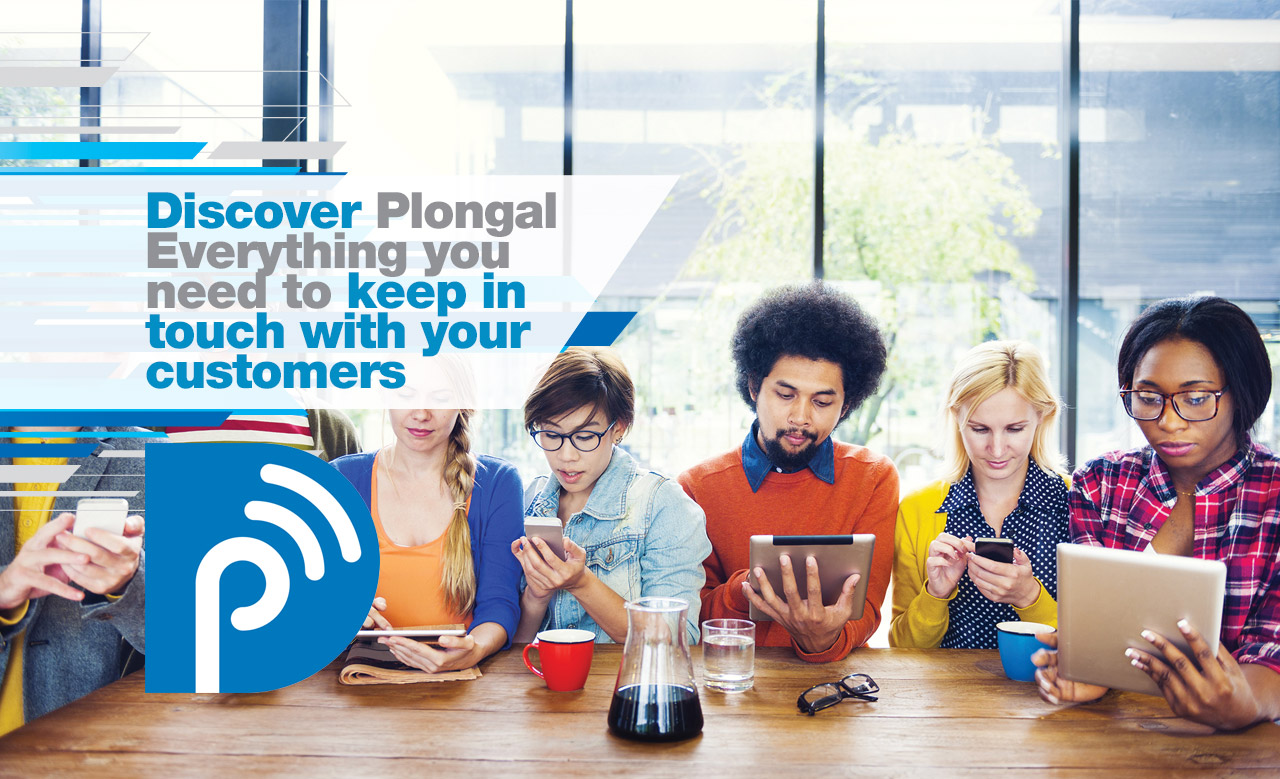 Discover Plongal
Everything you
need to keep in
touch with your
customers
p